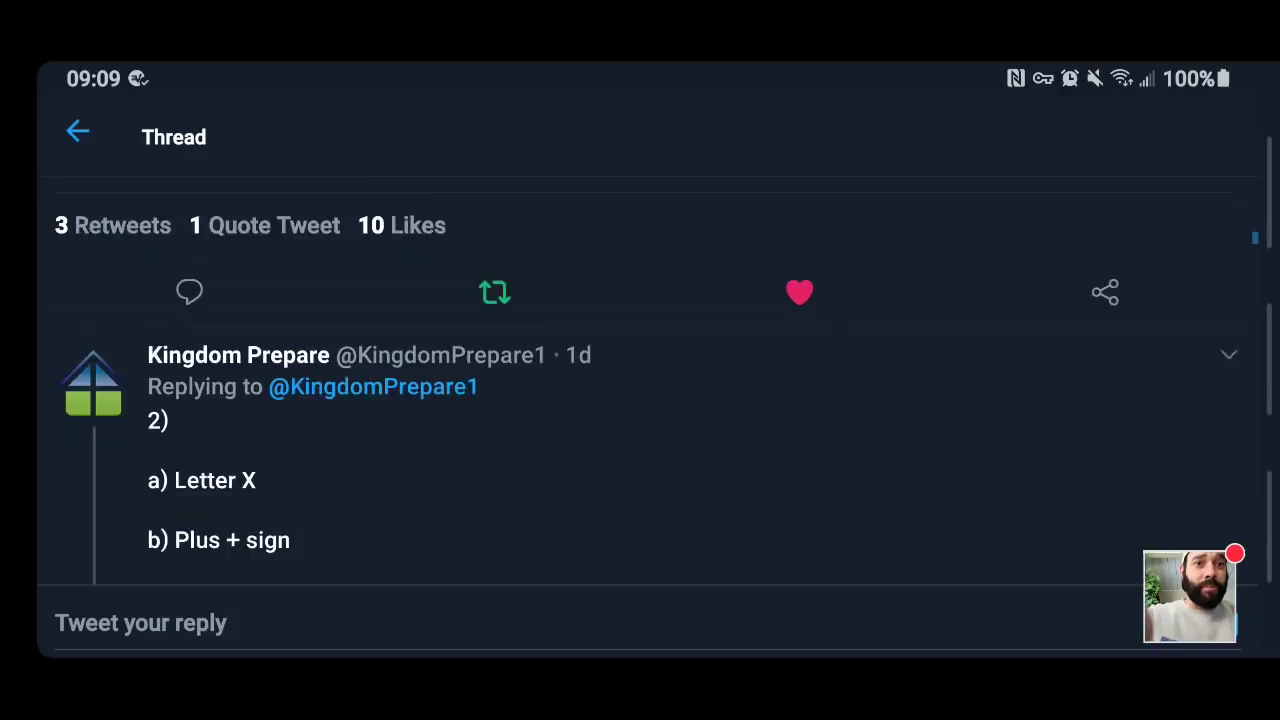 09:09 100%
Thread
3 Retweets 1 Quote Tweet 10 Likes
Kingdom Prepare @KingdomPrepare1 · 1d
Replying to @KingdomPrepare1
2)
a) Letter X
b) Plus + sign
Tweet your reply